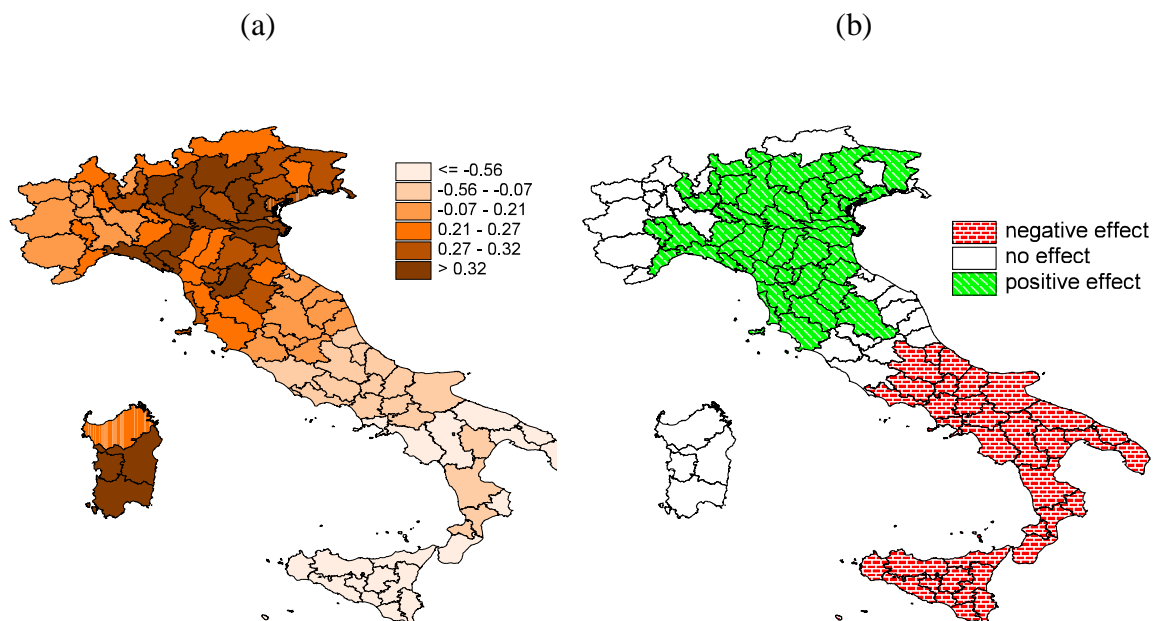 (a)
(b)
<= -0.56
-0.56 - -0.07
-0.07 - 0.21
0.21 - 0.27
0.27 - 0.32
> 0.32
negative effect
no effect
positive effect